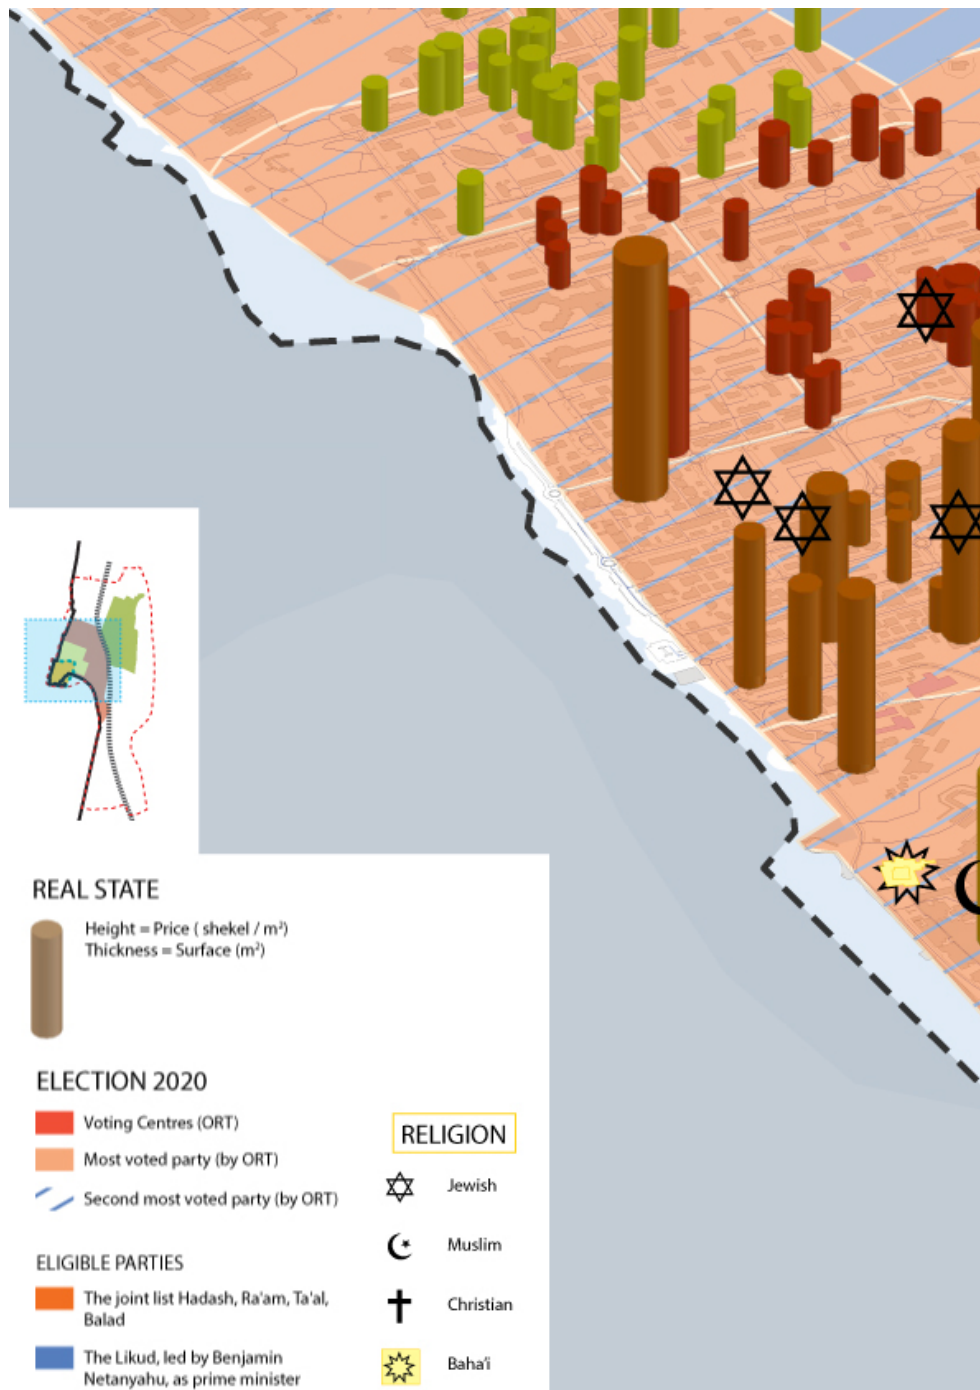 REAL STATE
Height = Price ( shekel / m²)
Thickness = Surface (m²)
ELECTION 2020
Voting Centres (ORT)
Most voted party (by ORT)
Second most voted party (by ORT)
ELIGIBLE PARTIES
The joint list Hadash, Ra'am, Ta'al,
Balad
The Likud, led by Benjamin
Netanyahu, as prime minister
RELIGION
Jewish
Muslim
Christian
Baha'i